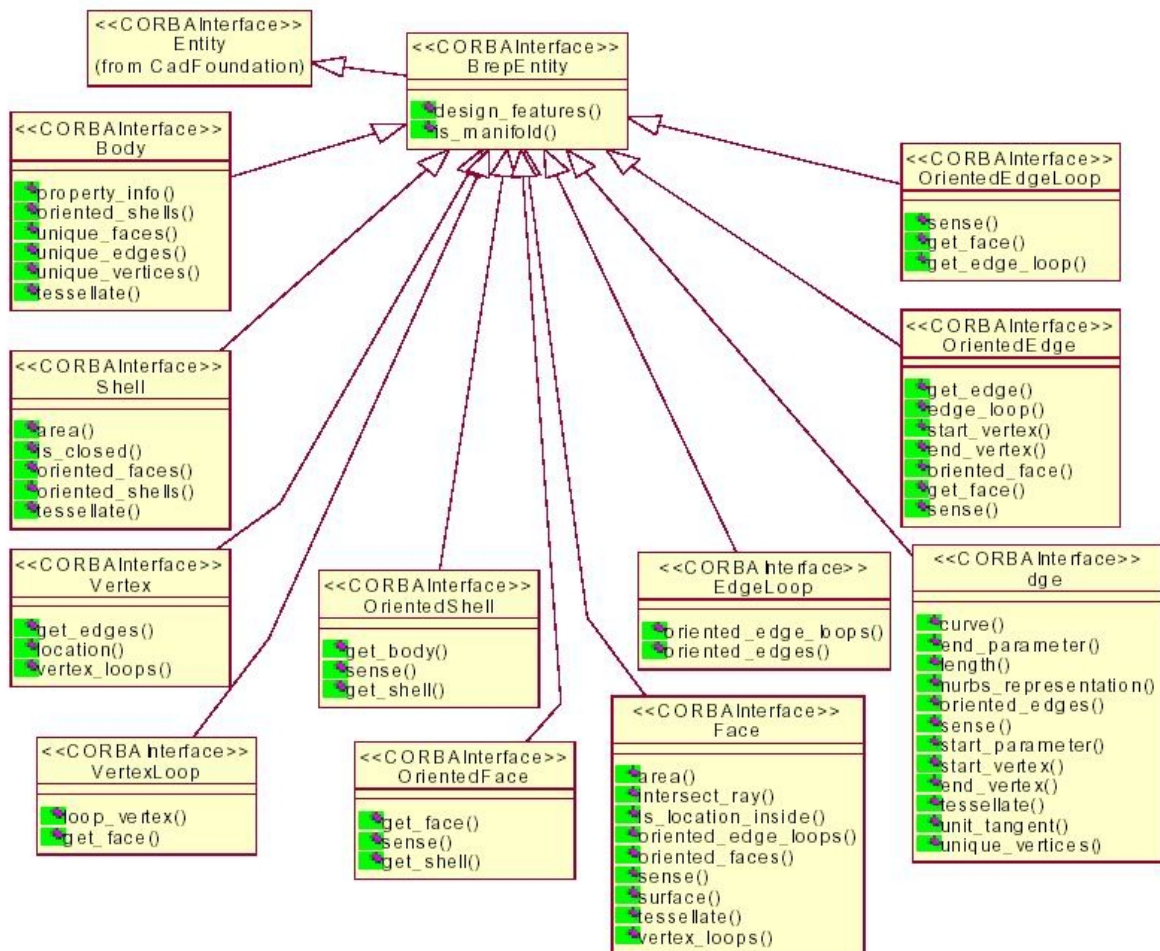 <<CORBAInterface>>
Entity
(from CadFoundation)
<<CORBAInterface>>
BrepEntity
design_features()
is_manifold()
<<CORBAInterface>>
Body
property_info()
oriented_shells()
unique_faces()
unique_edges()
unique_vertices()
tessellate()
<<CORBAInterface>>
OrientedEdgeLoop
sense()
get_face()
get_edge_loop()
<<CORBAInterface>>
OrientedEdge
get_edge()
edge_loop()
start_vertex()
end_vertex()
oriented_face()
get_face()
sense()
<<CORBAInterface>>
Shell
area()
is_closed()
oriented_faces()
oriented_shells()
tessellate()
<<CORBAInterface>>
Vertex
get_edges()
location()
vertex_loops()
<<CORBAInterface>>
OrientedShell
get_body()
sense()
get_shell()
<<CORBAInterface>>
EdgeLoop
oriented_edge_loops()
oriented_edges()
<<CORBAInterface>>
dge
curve()
end_parameter()
length()
nurbs_representation()
oriented_edges()
sense()
start_parameter()
start_vertex()
end_vertex()
tessellate()
unit_tangent()
unique_vertices()
<<CORBAInterface>>
VertexLoop
loop_vertex()
get_face()
<<CORBAInterface>>
OrientedFace
get_face()
sense()
get_shell()
<<CORBAInterface>>
Face
area()
intersect_ray()
is_location_inside()
oriented_edge_loops()
oriented_faces()
sense()
surface()
tessellate()
vertex_loops()